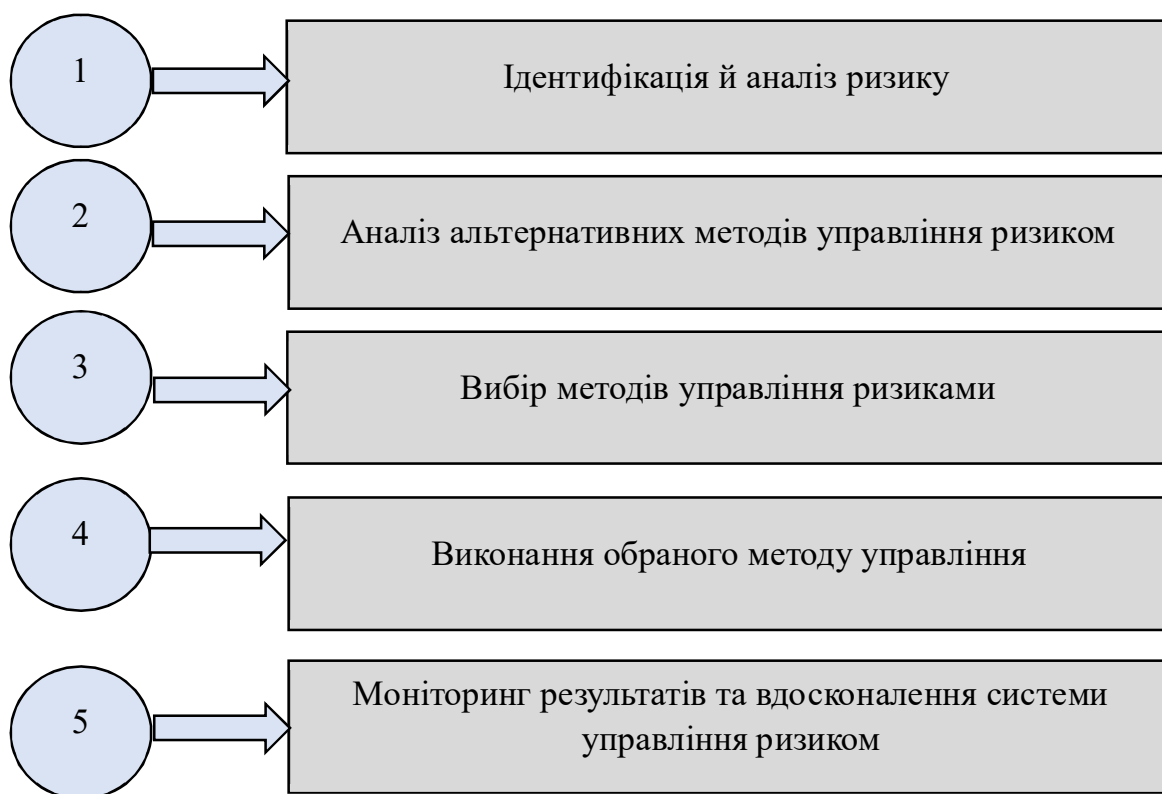 1
Ідентифікація й аналіз ризику
2
Аналіз альтернативних методів управління ризиком
3
Вибір методів управління ризиками
4
Виконання обраного методу управління
5
Моніторинг результатів та вдосконалення системи
управління ризиком